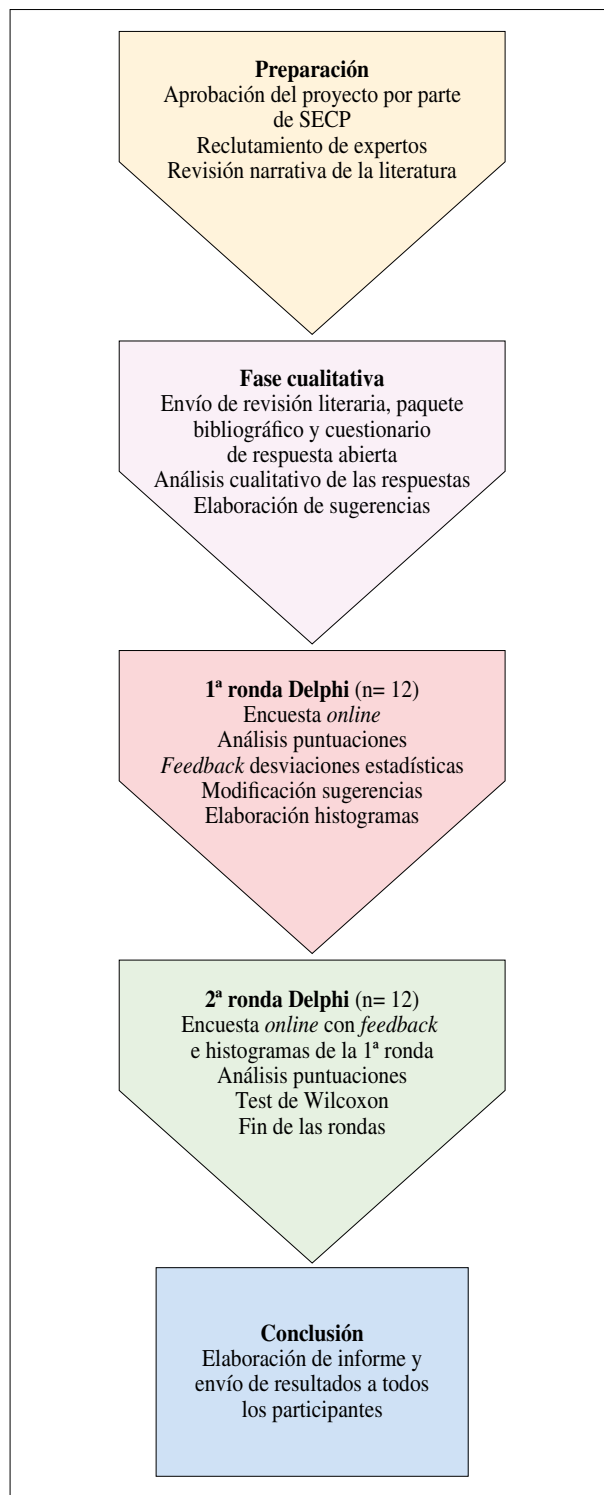 Preparación
Aprobación del proyecto por parte
de SECP
Reclutamiento de expertos
Revisión narrativa de la literatura
Fase cualitativa
Envío de revisión literaria, paquete
bibliográfico y cuestionario
de respuesta abierta
Análisis cualitativo de las respuestas
Elaboración de sugerencias
1ª ronda Delphi (n= 12)
Encuesta online
Análisis puntuaciones
Feedback desviaciones estadísticas
Modificación sugerencias
Elaboración histogramas
2ª ronda Delphi (n= 12)
Encuesta online con feedback
e histogramas de la 1ª ronda
Análisis puntuaciones
Test de Wilcoxon
Fin de las rondas
Conclusión
Elaboración de informe y
envío de resultados a todos
los participantes